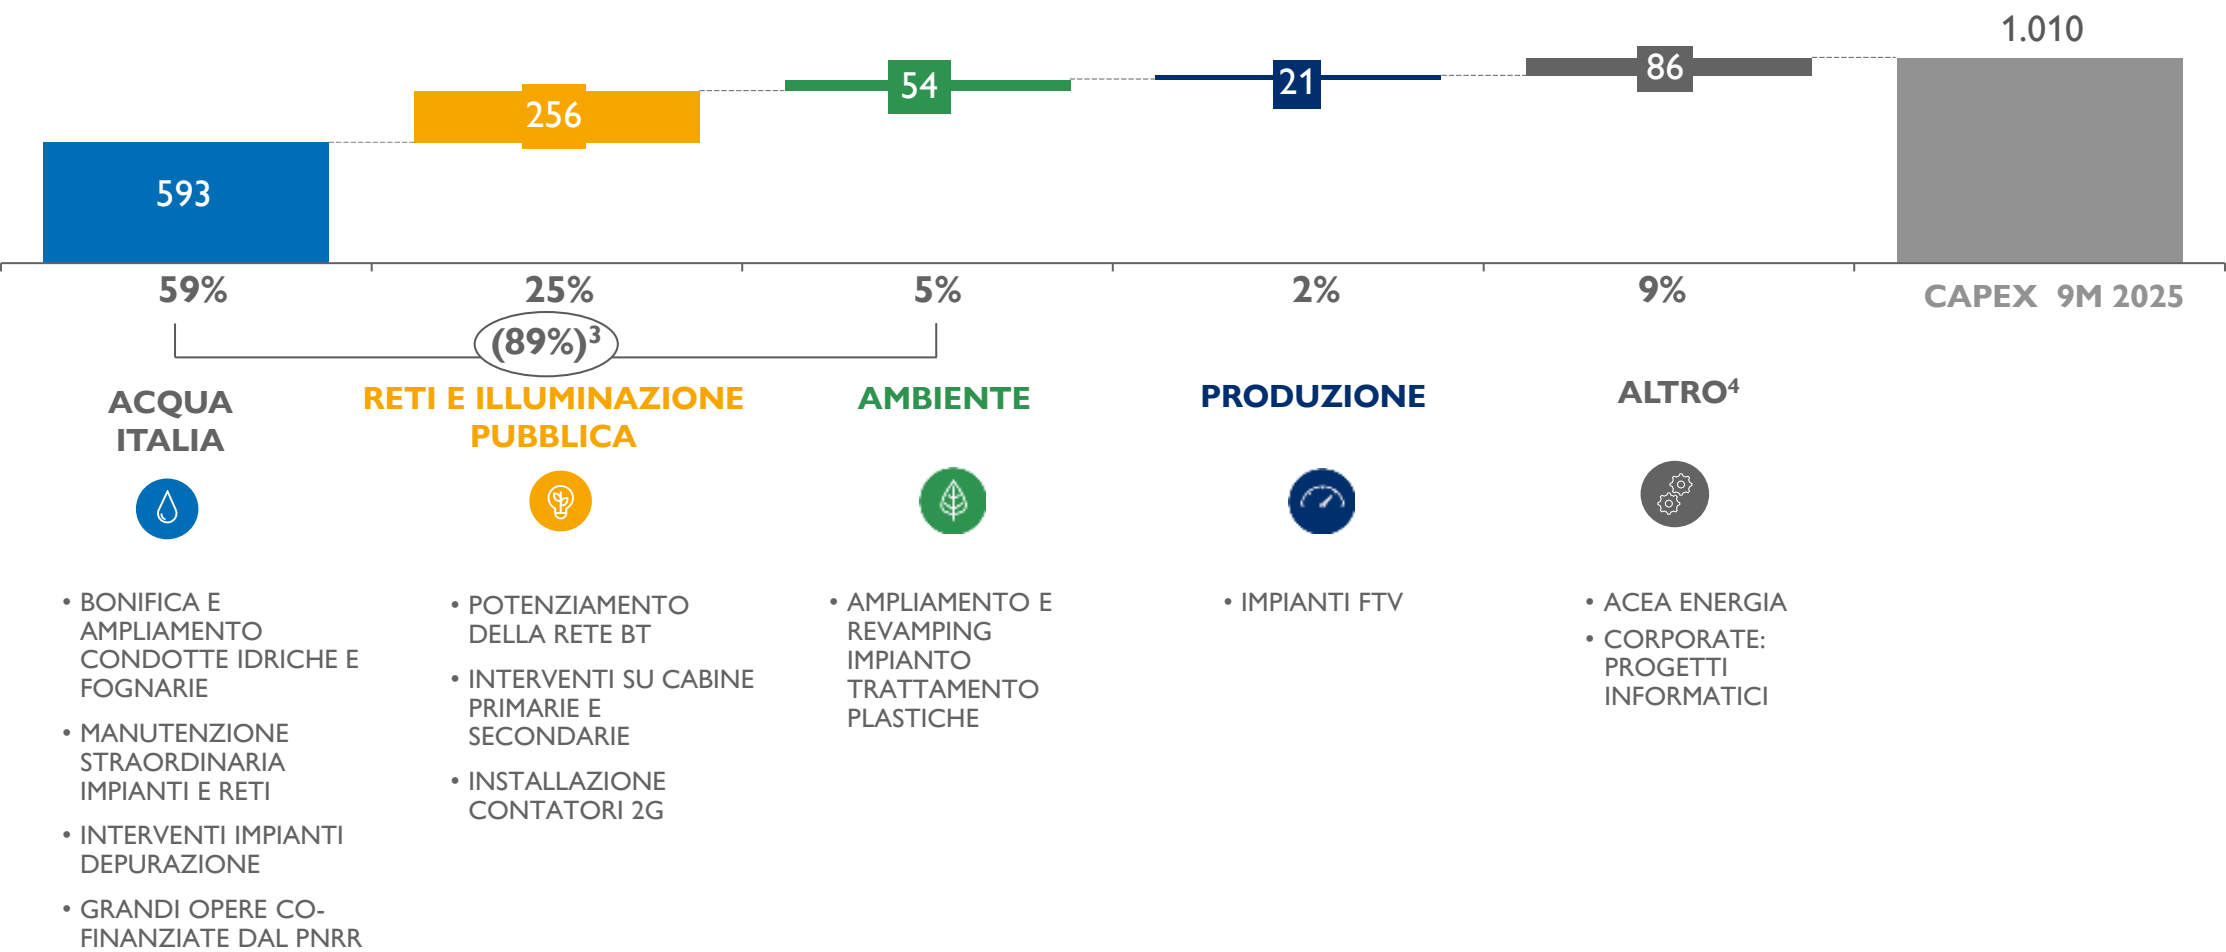 1.010
593
256
54
21
86
59%
25%
5%
2%
9%
CAPEX 9M 2025
(89%)³
ACQUA
ITALIA
RETI E ILLUMINAZIONE
PUBBLICA
AMBIENTE
PRODUZIONE
ALTRO⁴
• BONIFICA E
AMPLIAMENTO
CONDOTTE IDRICHE E
FOGNARIE
• MANUTENZIONE
STRAORDINARIA
IMPIANTI E RETI
• INTERVENTI IMPIANTI
DEPURAZIONE
• GRANDI OPERE CO-
FINANZIATE DAL PNRR
• POTENZIAMENTO
DELLA RETE BT
• INTERVENTI SU CABINE
PRIMARIE E
SECONDARIE
• INSTALLAZIONE
CONTATORI 2G
• AMPLIAMENTO E
REVAMPING
IMPIANTO
TRATTAMENTO
PLASTICHE
• IMPIANTI FTV
• ACEA ENERGIA
• CORPORATE:
PROGETTI
INFORMATICI